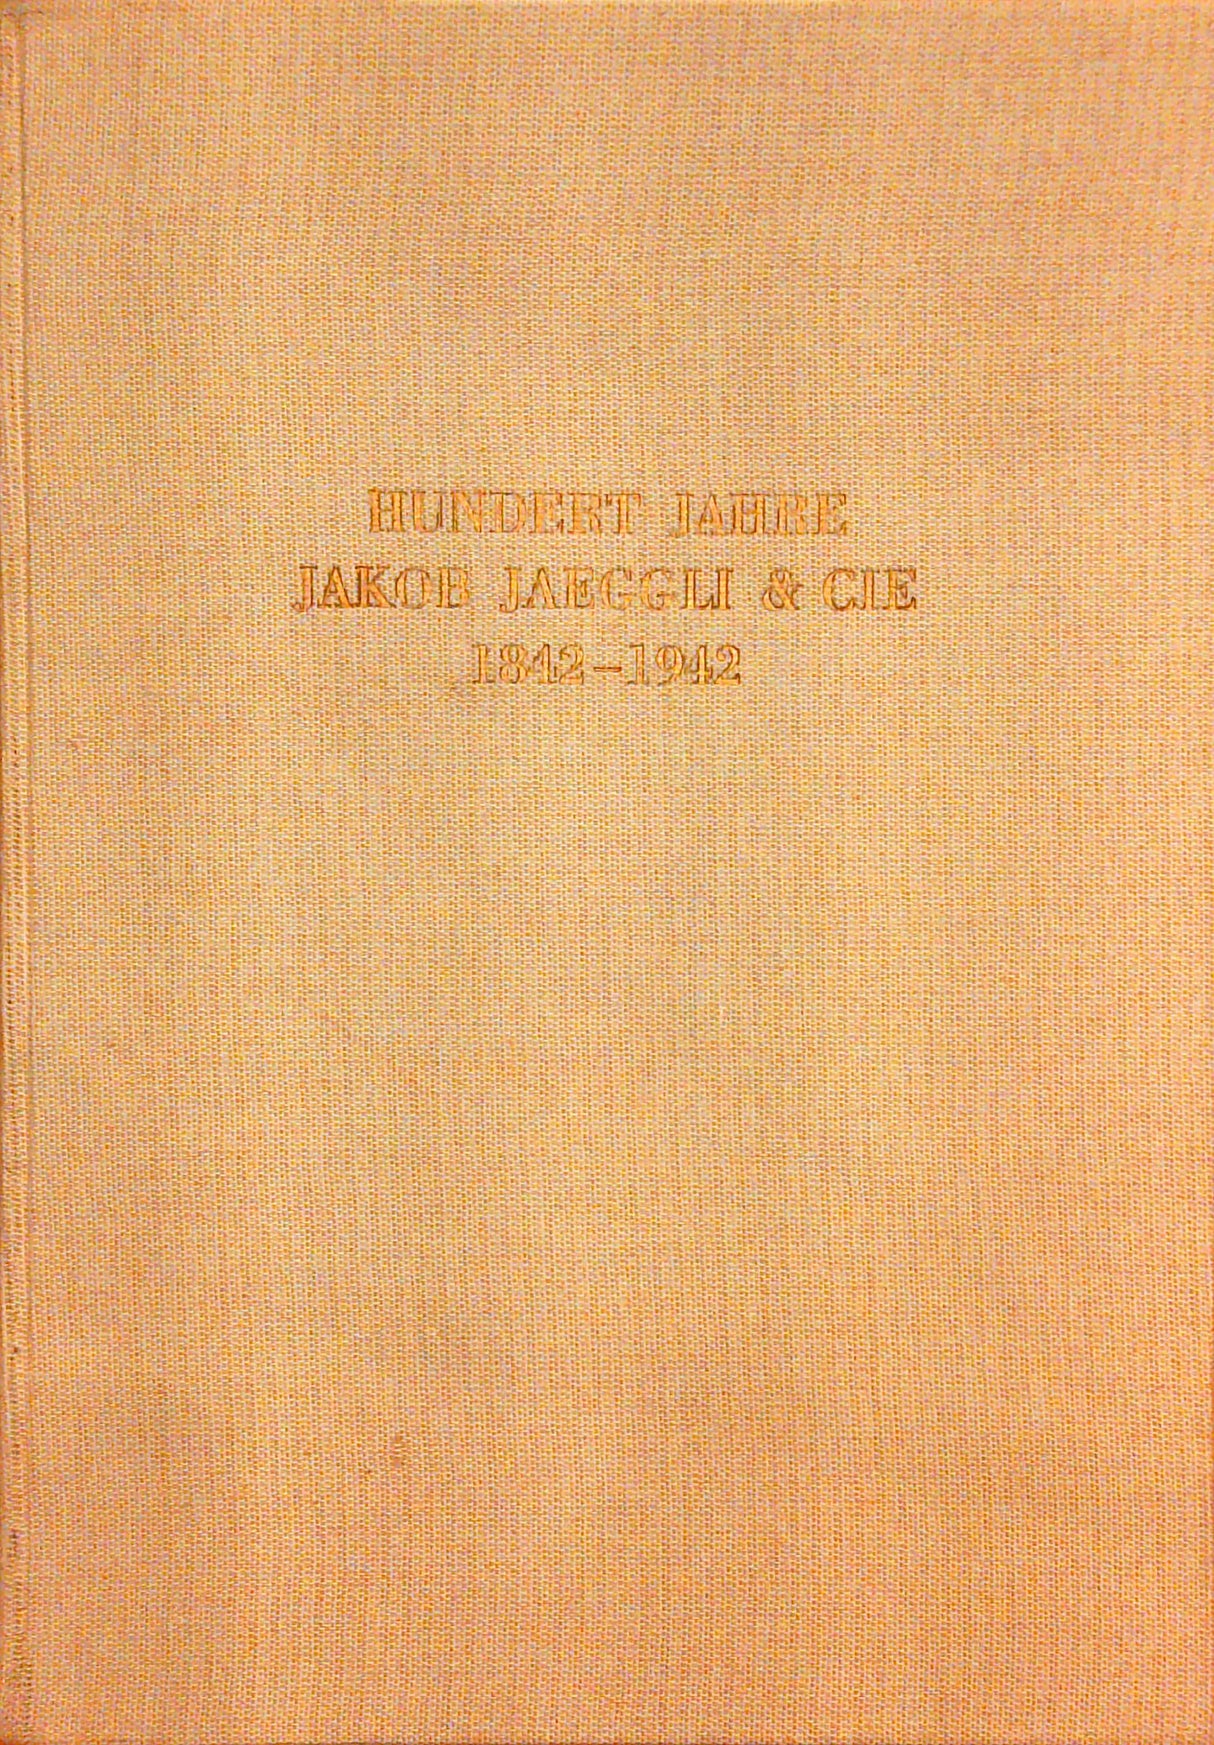 HUNDERT JAHRE
JAKOB JAEGGLI & CIE
1842–1942